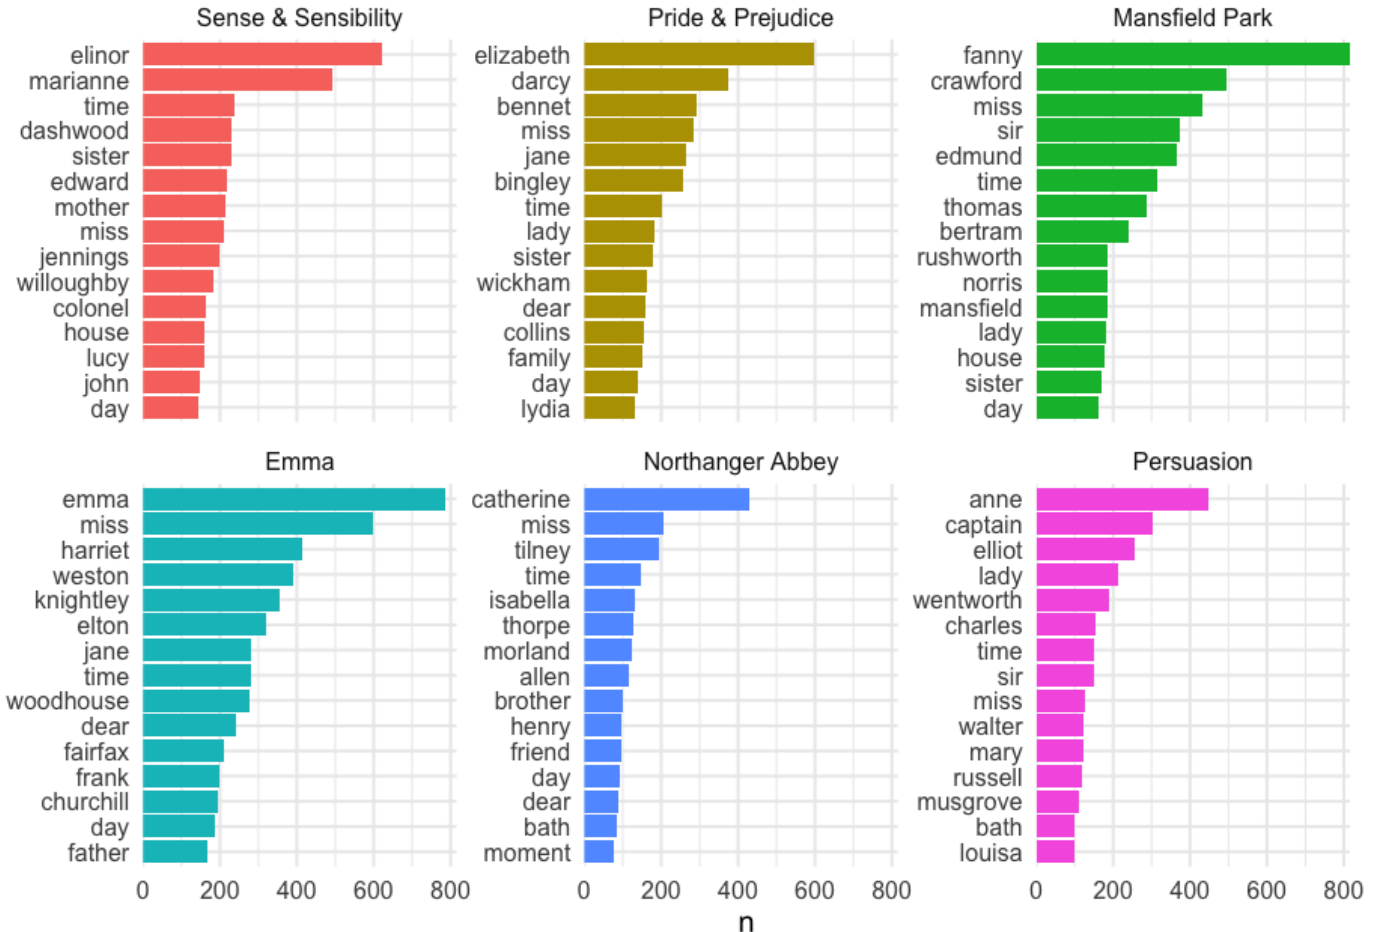 Sense & Sensibility
elinor
marianne
time
dashwood
sister
edward
mother
miss
jennings
willoughby
colonel
house
lucy
john
day
Pride & Prejudice
elizabeth
darcy
bennet
miss
jane
bingley
time
lady
sister
wickham
dear
collins
family
day
lydia
Mansfield Park
fanny
crawford
miss
sir
edmund
time
thomas
bertram
rushworth
norris
mansfield
lady
house
sister
day
Emma
emma
miss
harriet
weston
knightley
elton
jane
time
woodhouse
dear
fairfax
frank
churchill
day
father
0 200 400 600 800
Northanger Abbey
catherine
miss
tilney
time
isabella
thorpe
morland
allen
brother
henry
friend
day
dear
bath
moment
0 200 400 600 800
Persuasion
anne
captain
elliot
lady
wentworth
charles
time
sir
miss
walter
mary
russell
musgrove
bath
louisa
0 200 400 600 800
n